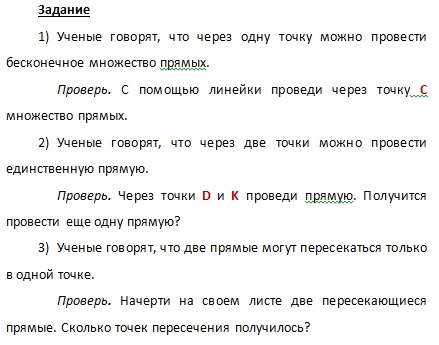 Задание
1) Ученые говорят, что через одну точку можно провести
бесконечное множество прямых.
Проверь. С помощью линейки проведи через точку С
множество прямых.
2) Ученые говорят, что через две точки можно провести
единственную прямую.
Проверь. Через точки D и K проведи прямую. Получится
провести еще одну прямую?
3) Ученые говорят, что две прямые могут пересекаться только
в одной точке.
Проверь. Начерти на своем листе две пересекающиеся
прямые. Сколько точек пересечения получилось?